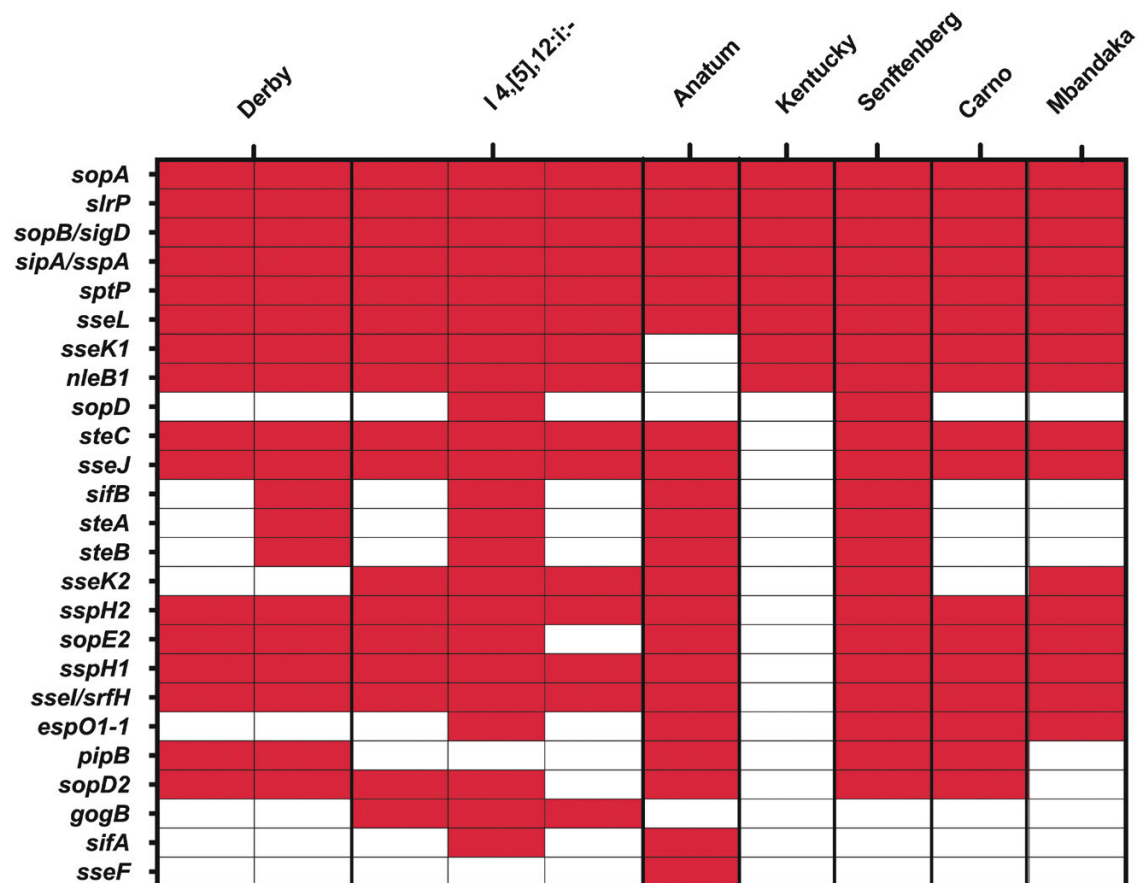 Derby
I 4,[5],12:i:-
Anatum
Kentucky
Senftenberg
Carno
Mbandaka
sopA
slrP
sopB/sigD
sipA/sspA
sptP
sseL
sseK1
nleB1
sopD
steC
sseJ
sifB
steA
steB
sseK2
sspH2
sopE2
sspH1
sseI/srfH
espO1-1
pipB
sopD2
gogB
sifA
sseF